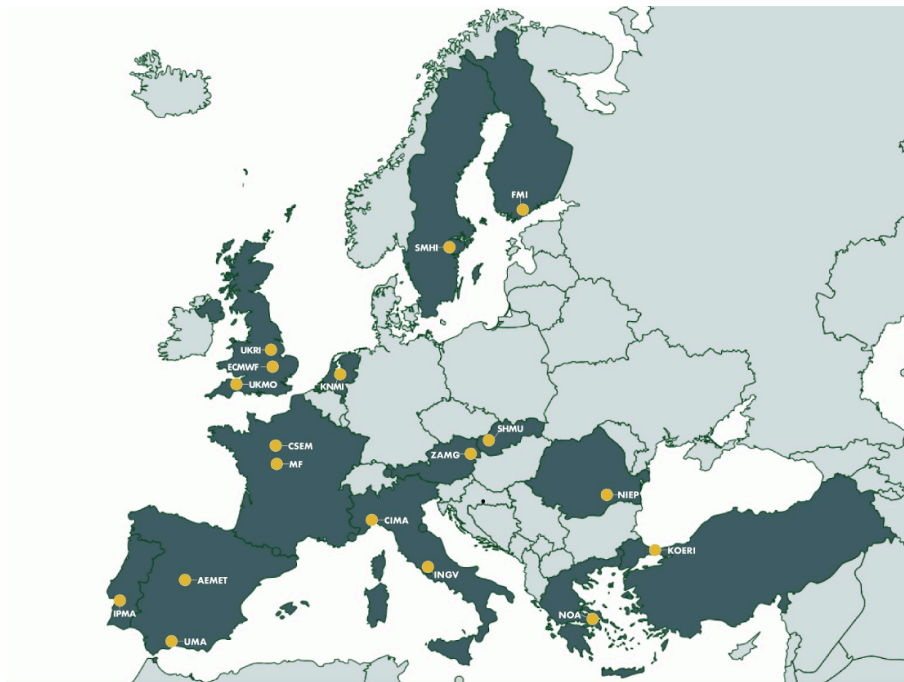 FMI
SMHI
UKRI
ECMWF
UKMO
KNMI
SHMU
CSEM
ZAMG
MF
NIEP
CIMA
KOERI
INGV
AEMET
IPMA
NOA
UMA